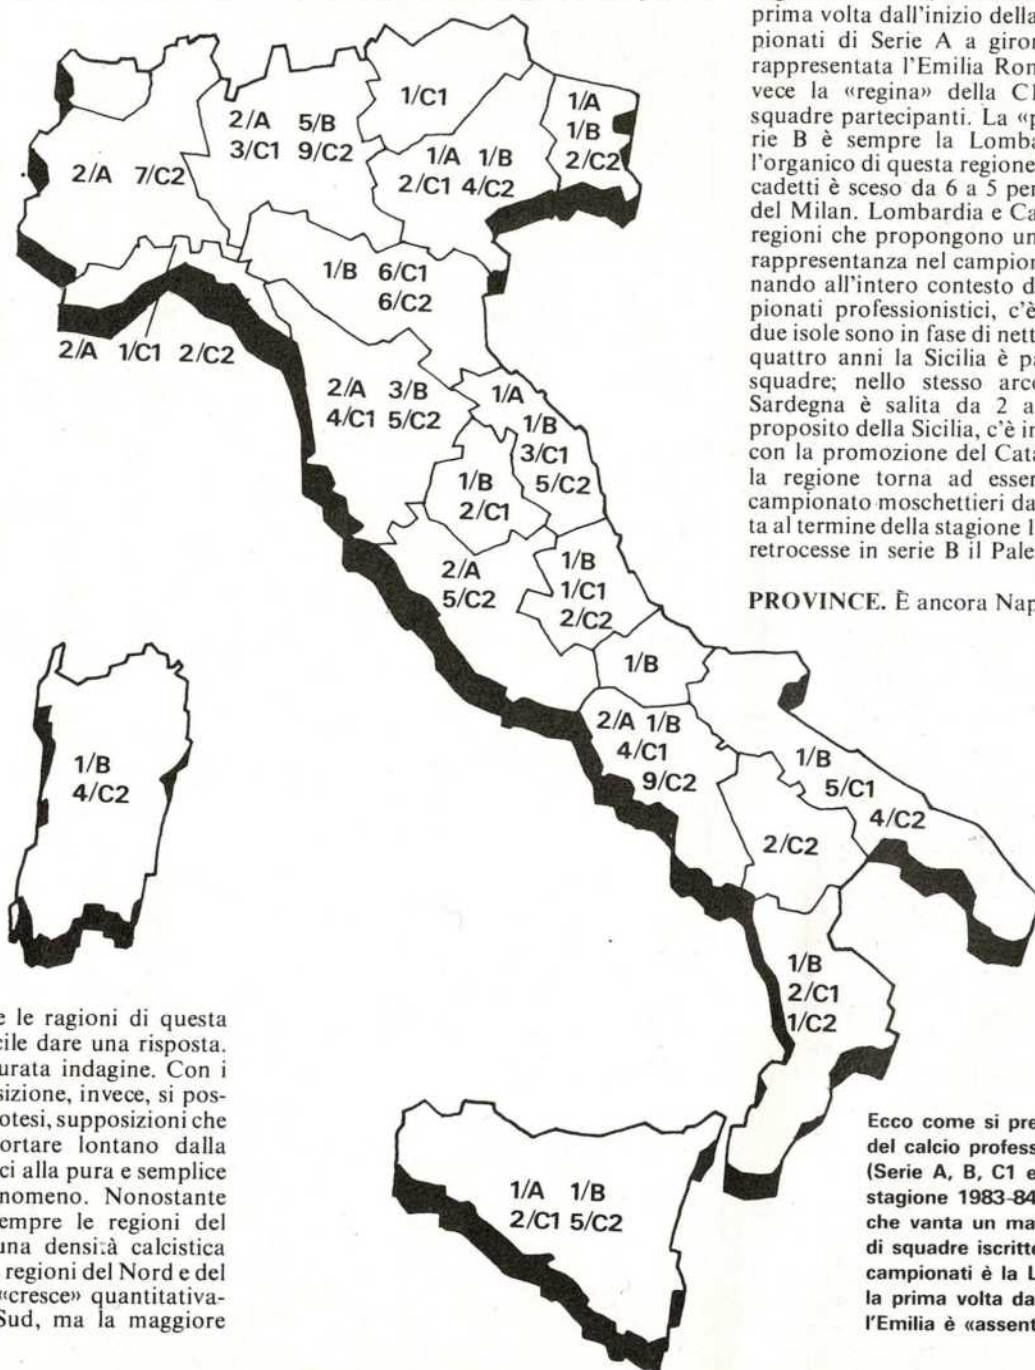 prima volta dall'inizio della
pionati di Serie A a giron
rappresentata l'Emilia Rom
vece la «regina» della C1
squadre partecipanti. La «p
rie B è sempre la Lomba
l'organico di questa regione
cadetti è sceso da 6 a 5 per
del Milan. Lombardia e Ca
regioni che propongono un
rappresentanza nel campion
nando all'intero contesto d
pionati professionistici, c'è
due isole sono in fase di nett
quattro anni la Sicilia è pa
squadre; nello stesso arco
Sardegna è salita da 2 a
proposito della Sicilia, c'è in
con la promozione del Cata
la regione torna ad esser
campionato moschettieri da
ta al termine della stagione l
retrocesse in serie B il Pale
PROVINCE. È ancora Nap
2/A 7/C2
2/A 5/B
3/C1 9/C2
1/C1
1/A 1/B
2/C1 4/C2
1/A
1/B
2/C2
2/A 1/C1 2/C2
1/B 6/C1
6/C2
2/A 3/B
4/C1 5/C2
1/A
1/B
3/C1
5/C2
1/B
2/C1
2/A
5/C2
1/B
1/C1
2/C2
1/B
2/A 1/B
4/C1
9/C2
1/B
5/C1
4/C2
2/C2
1/B
2/C1
1/C2
1/B
4/C2
1/A 1/B
2/C1 5/C2
e le ragioni di questa
cile dare una risposta.
urata indagine. Con i
sizione, invece, si pos-
otesi, supposizioni che
ortare lontano dalla
ci alla pura e semplice
nomeno. Nonostante
empre le regioni del
una densità calcistica
regioni del Nord e del
«cresce» quantitativa-
Sud, ma la maggiore
Ecco come si pre
del calcio profess
(Serie A, B, C1 e
stagione 1983-84
che vanta un ma
di squadre iscritte
campionati è la L
la prima volta da
l'Emilia è «assent